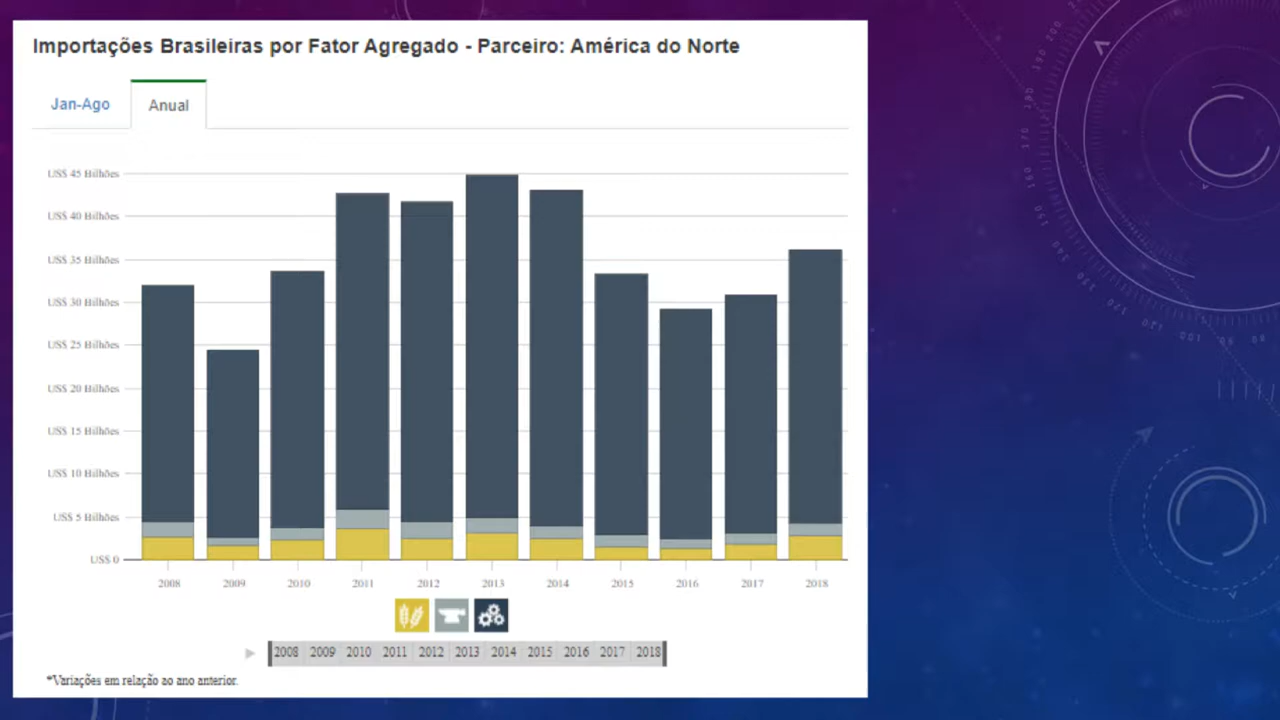 Importações Brasileiras por Fator Agregado - Parceiro: América do Norte
Jan-Ago Anual
US$ 45 Bilhões
US$ 40 Bilhões
US$ 35 Bilhões
US$ 30 Bilhões
US$ 25 Bilhões
US$ 20 Bilhões
US$ 15 Bilhões
US$ 10 Bilhões
US$ 5 Bilhões
US$ 0
2008 2009 2010 2011 2012 2013 2014 2015 2016 2017 2018
2008 2009 2010 2011 2012 2013 2014 2015 2016 2017 2018
*Variações em relação ao ano anterior.